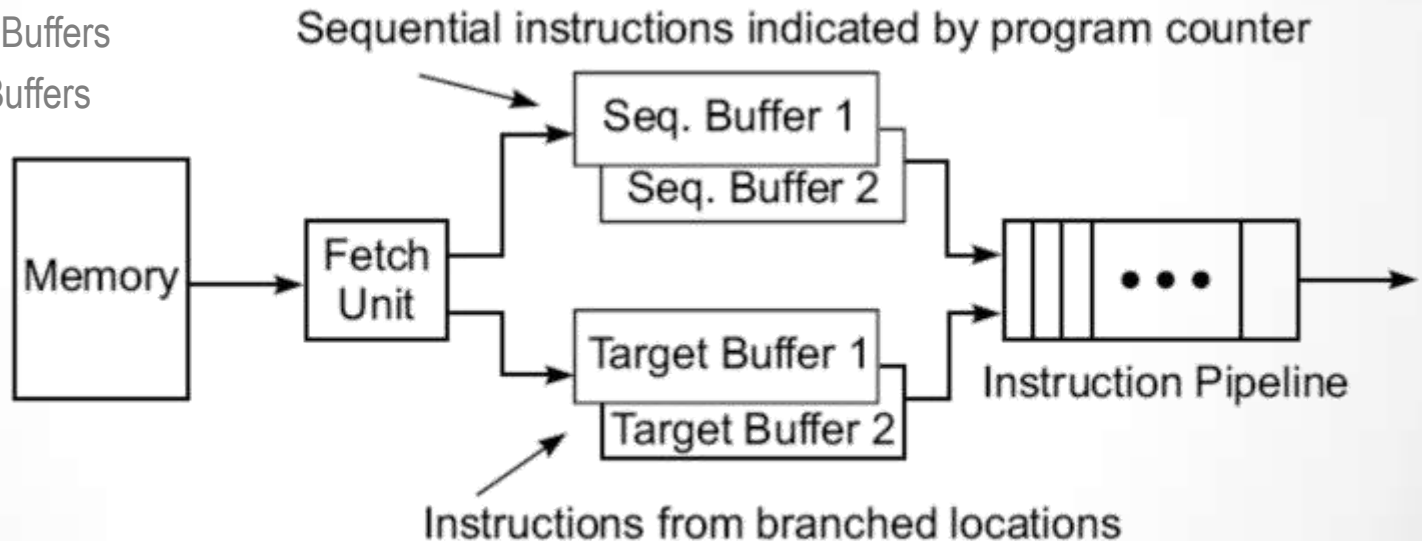 Buffers
Buffers
Sequential instructions indicated by program counter
Seq. Buffer 1
Seq. Buffer 2
Memory
Fetch
Unit
Target Buffer 1
Target Buffer 2
Instruction Pipeline
Instructions from branched locations